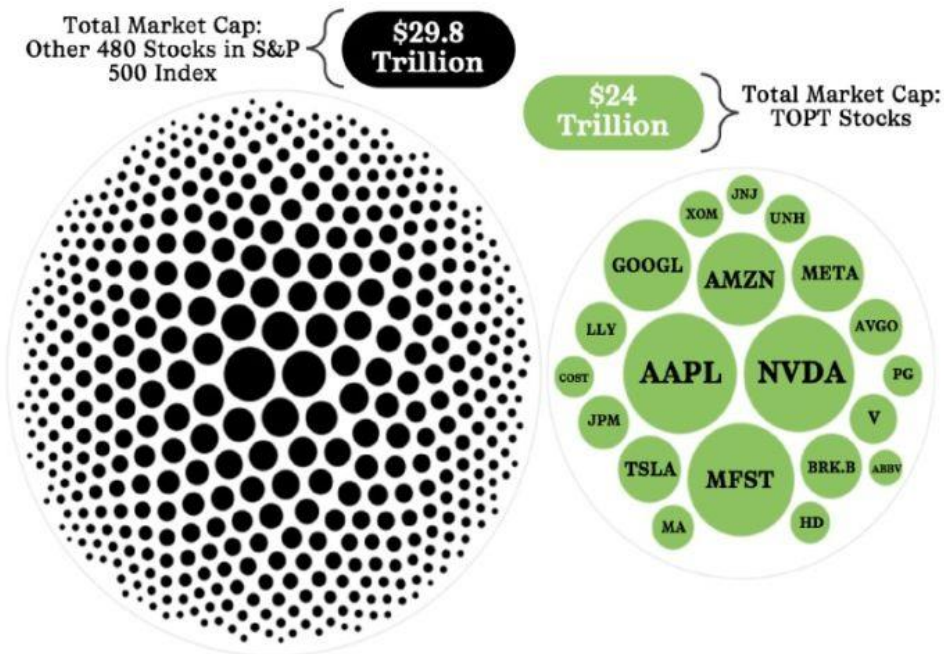 Total Market Cap:
Other 480 Stocks in S&P
500 Index
$29.8
Trillion
$24
Trillion
Total Market Cap:
TOPT Stocks
JNJ
XOM
UNH
GOOGL
AMZN
META
LLY
AVGO
AAPL
NVDA
COST
PG
JPM
V
TSLA
MFST
BRK.B
ABBV
MA
HD